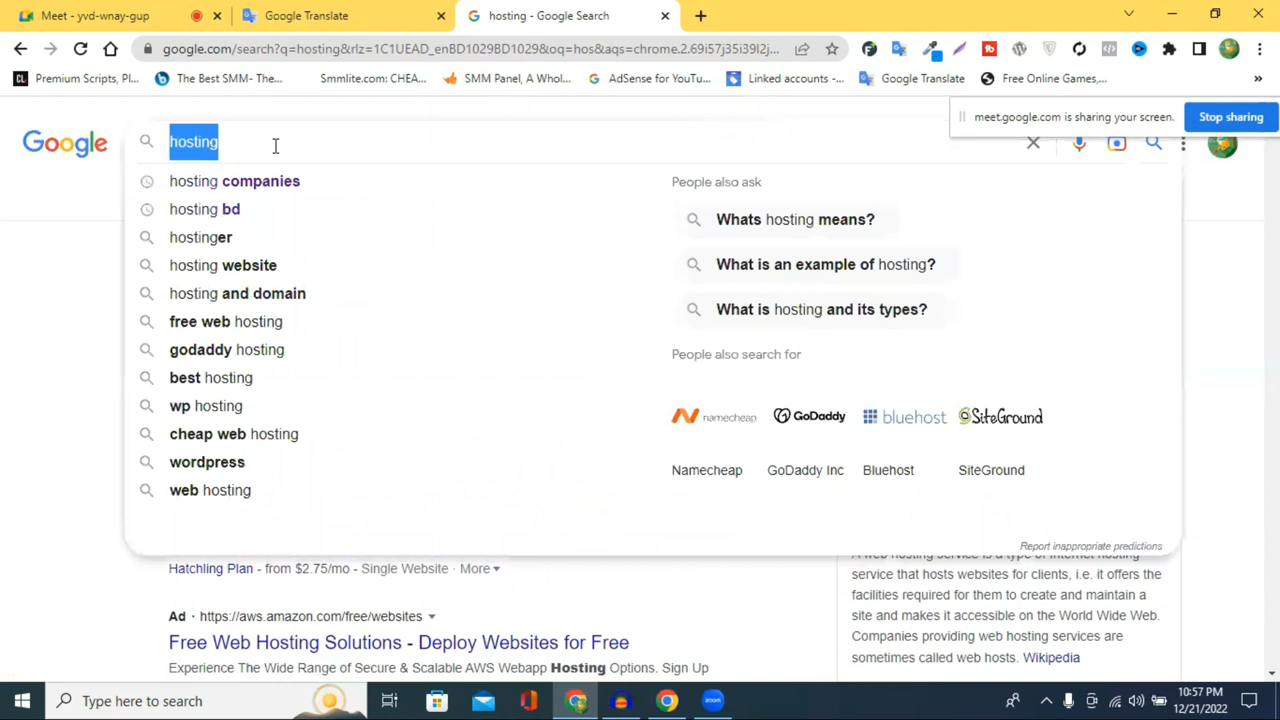 Meet - yvd-wnay-gup
Google Translate
hosting - Google Search
google.com/search?q=hosting&rlz=1C1UEAD_enBD1029BD1029&oq=hos&aqs=chrome.2.69i57j35i39l2j...
Premium Scripts, Pl...
The Best SMM- The...
Smmlite.com: CHEA...
SMM Panel, A Whol...
AdSense for YouTu...
Linked accounts -...
Google Translate
Free Online Games,...
meet.google.com is sharing your screen.
Stop sharing
Google
hosting
hosting companies
hosting bd
hostinger
hosting website
hosting and domain
free web hosting
godaddy hosting
best hosting
wp hosting
cheap web hosting
wordpress
web hosting
People also ask
Whats hosting means?
What is an example of hosting?
What is hosting and its types?
People also search for
namecheap
GoDaddy
bluehost
SiteGround
Namecheap
GoDaddy Inc
Bluehost
SiteGround
Report inappropriate predictions
Hatchling Plan - from $2.75/mo - Single Website · More
Ad · https://aws.amazon.com/free/websites
Free Web Hosting Solutions - Deploy Websites for Free
Experience The Wide Range of Secure & Scalable AWS Webapp Hosting Options. Sign Up
A web hosting service is a type of Internet hosting
service that hosts websites for clients, i.e. it offers the
facilities required for them to create and maintain a
site and makes it accessible on the World Wide Web.
Companies providing web hosting services are
sometimes called web hosts. Wikipedia
Type here to search
zoom
10:57 PM
12/21/2022